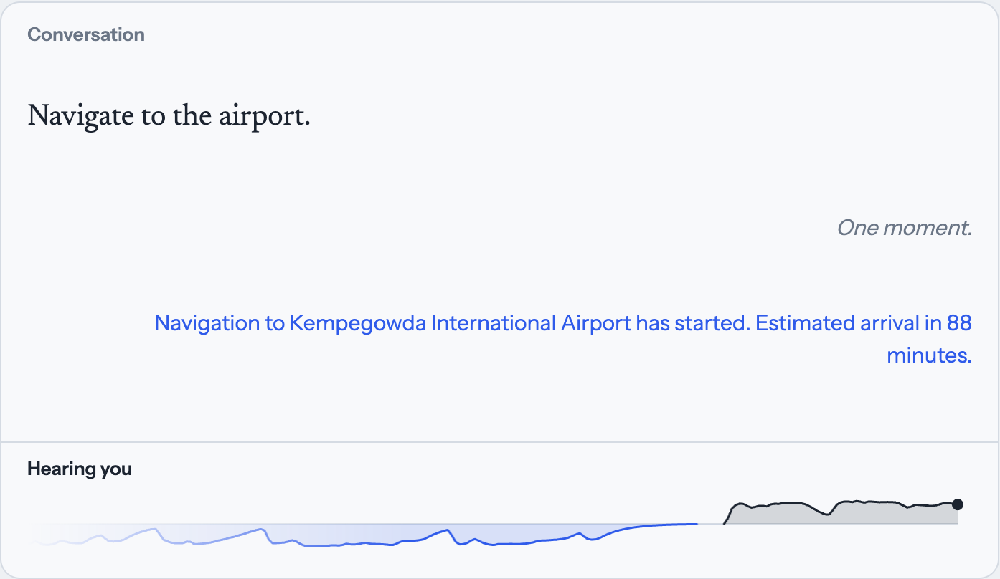 Conversation
Navigate to the airport.
One moment.
Navigation to Kempegowda International Airport has started. Estimated arrival in 88
minutes.
Hearing you